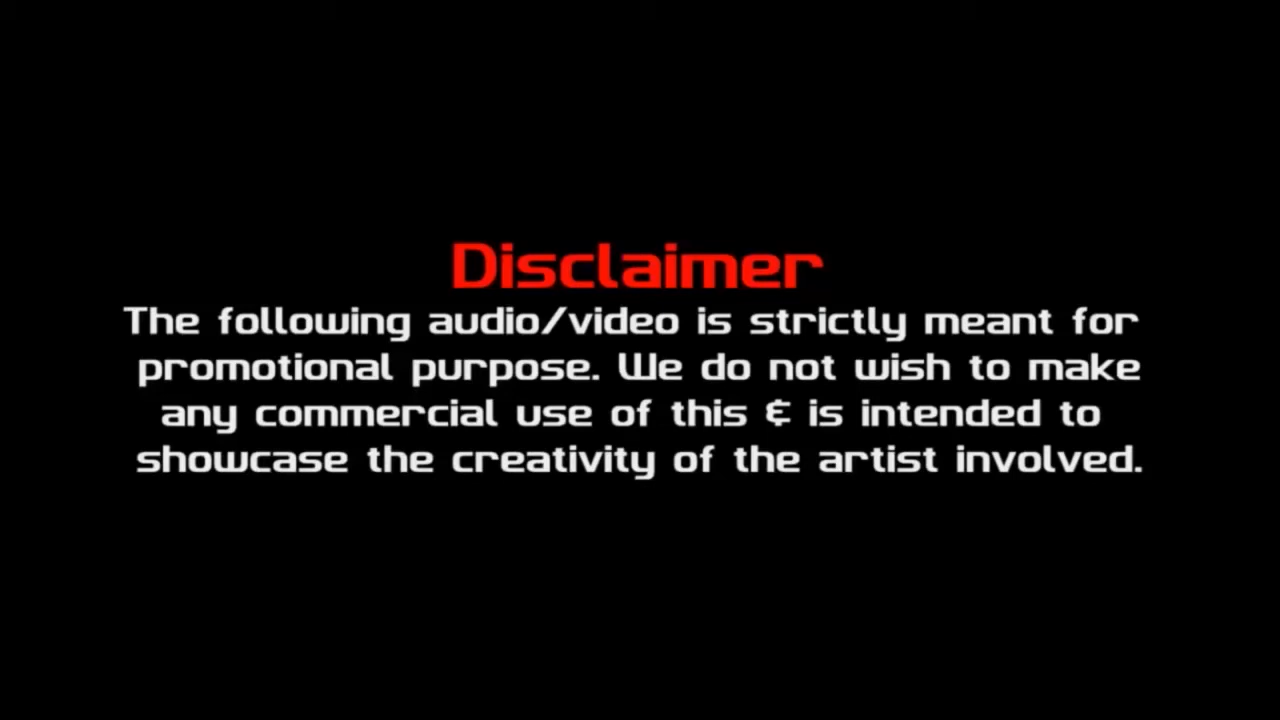 Disclaimer
The following audio/video is strictly meant for
promotional purpose. We do not wish to make
any commercial use of this & is intended to
showcase the creativity of the artist involved.